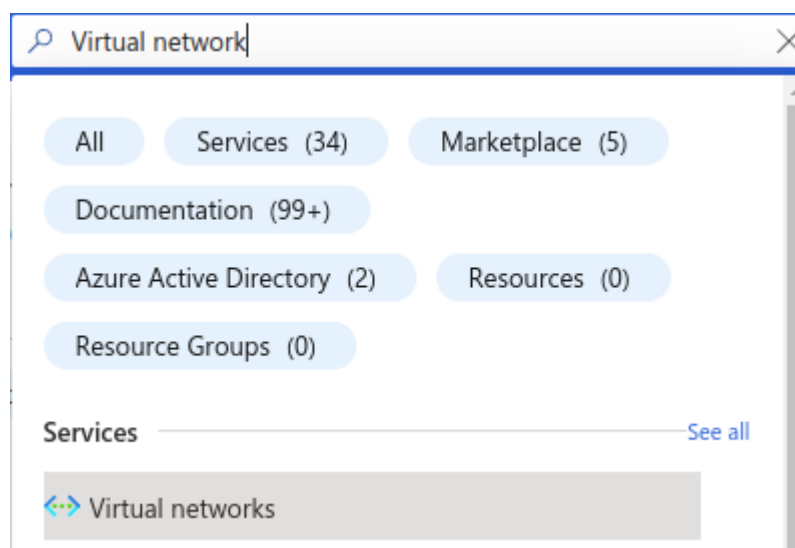 Virtual network
All Services (34) Marketplace (5)
Documentation (99+)
Azure Active Directory (2) Resources (0)
Resource Groups (0)
Services See all
Virtual networks